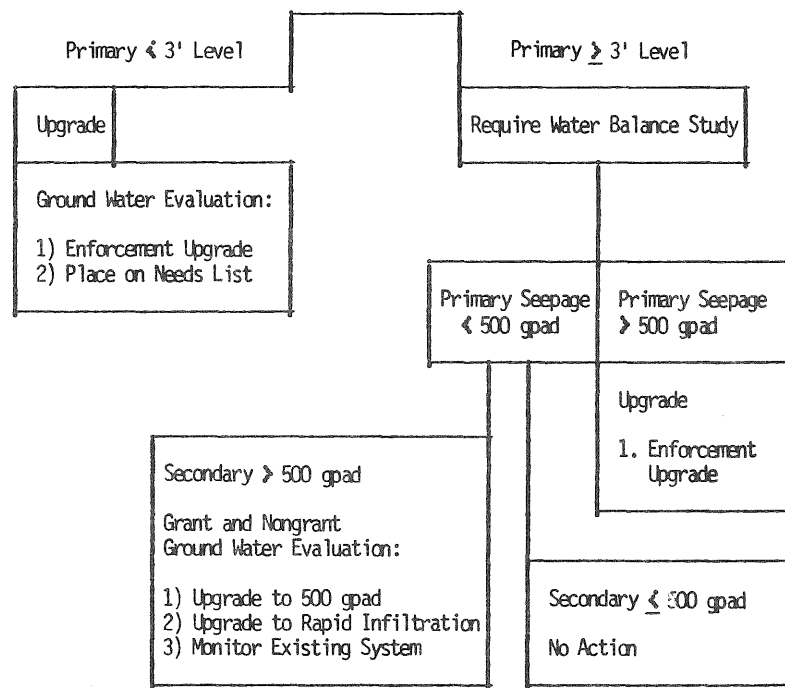 Primary < 3' Level
Primary ≥ 3' Level
Upgrade
Require Water Balance Study
Ground Water Evaluation:
1) Enforcement Upgrade
2) Place on Needs List
Primary Seepage
< 500 gpad
Primary Seepage
> 500 gpad
Upgrade
1. Enforcement
Upgrade
Secondary > 500 gpad
Grant and Nongrant
Ground Water Evaluation:
1) Upgrade to 500 gpad
2) Upgrade to Rapid Infiltration
3) Monitor Existing System
Secondary ≤ 500 gpad
No Action